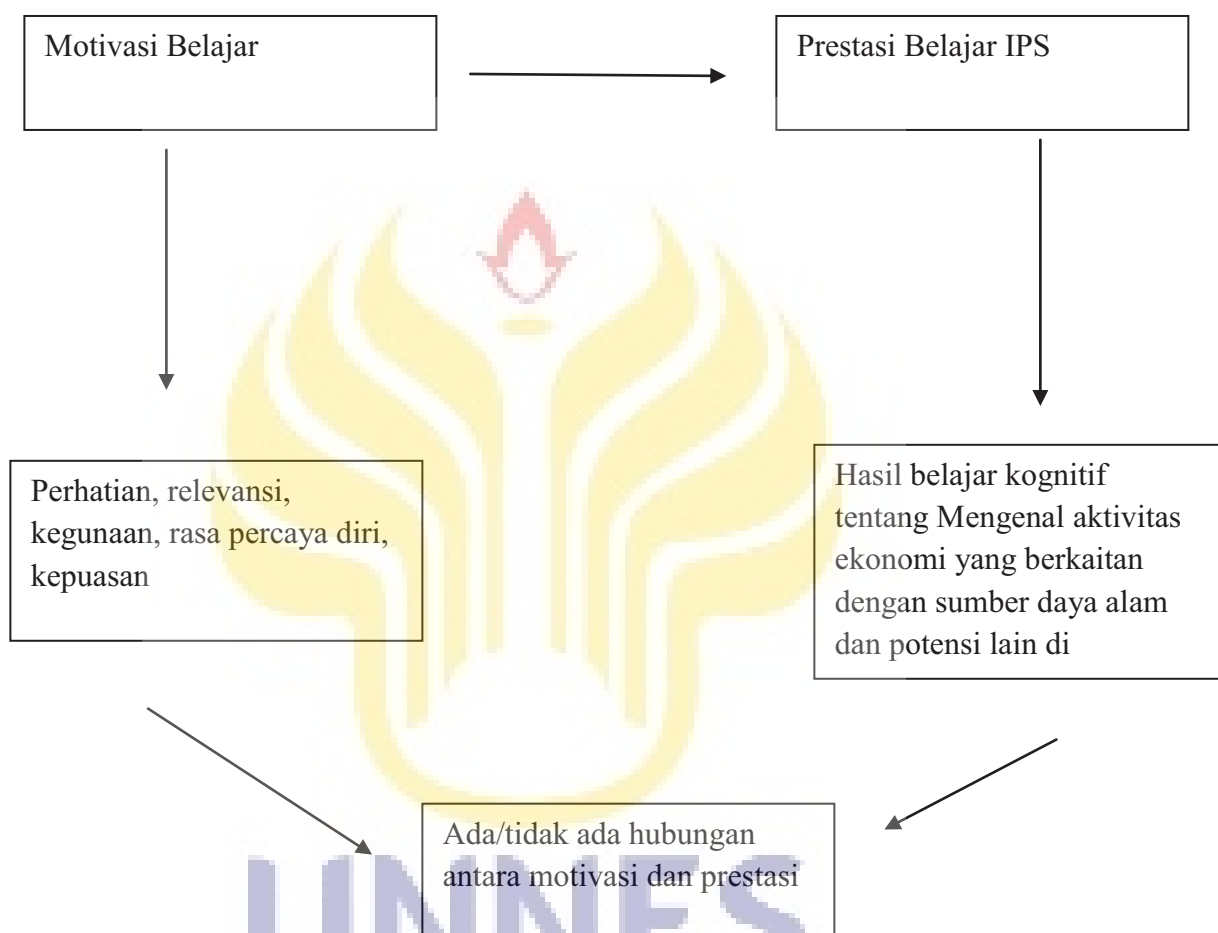 Motivasi Belajar
Prestasi Belajar IPS
Perhatian, relevansi,
kegunaan, rasa percaya diri,
kepuasan
Hasil belajar kognitif
tentang Mengenal aktivitas
ekonomi yang berkaitan
dengan sumber daya alam
dan potensi lain di
Ada/tidak ada hubungan
antara motivasi dan prestasi
UNNES